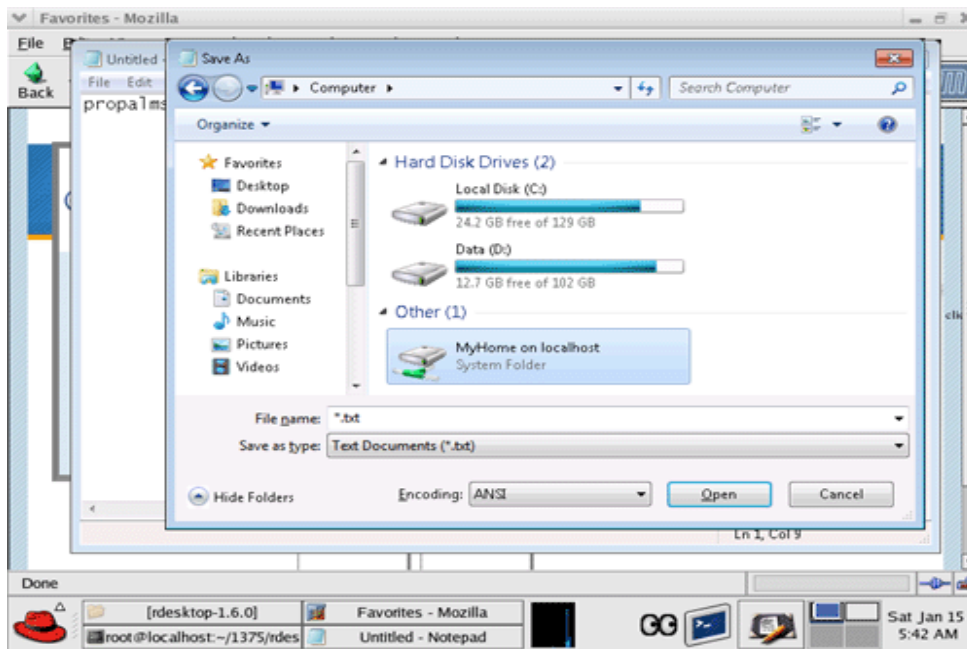 Favorites - Mozilla
File
Back
Untitled -
File Edit
propalms
Save As
Computer
Search Computer
Organize
Favorites
Desktop
Downloads
Recent Places
Libraries
Documents
Music
Pictures
Videos
Hard Disk Drives (2)
Local Disk (C:)
24.2 GB free of 129 GB
Data (D:)
12.7 GB free of 102 GB
Other (1)
MyHome on localhost
System Folder
File name: *.txt
Save as type: Text Documents (*.txt)
Hide Folders
Encoding: ANSI
Open
Cancel
Ln 1, Col 9
Done
[rdesktop-1.6.0]
Favorites - Mozilla
root@localhost:~/1375/rdes
Untitled - Notepad
Sat Jan 15
5:42 AM